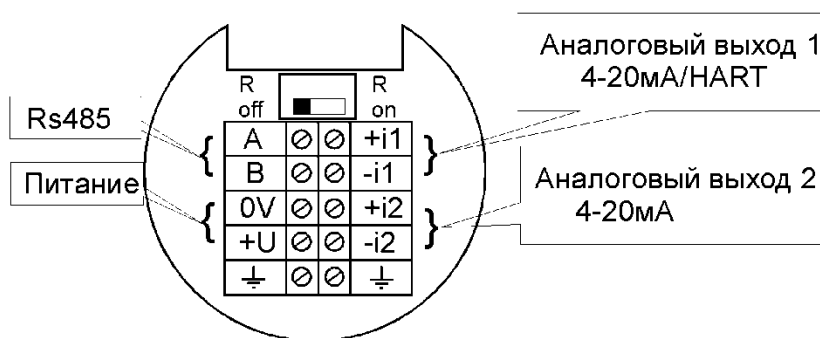 Аналоговый выход 1
4-20мА/HART
R
R
off
on
Rs485
A
+i1
B
-i1
Питание
0V
+i2
+U
-i2
Аналоговый выход 2
4-20мА